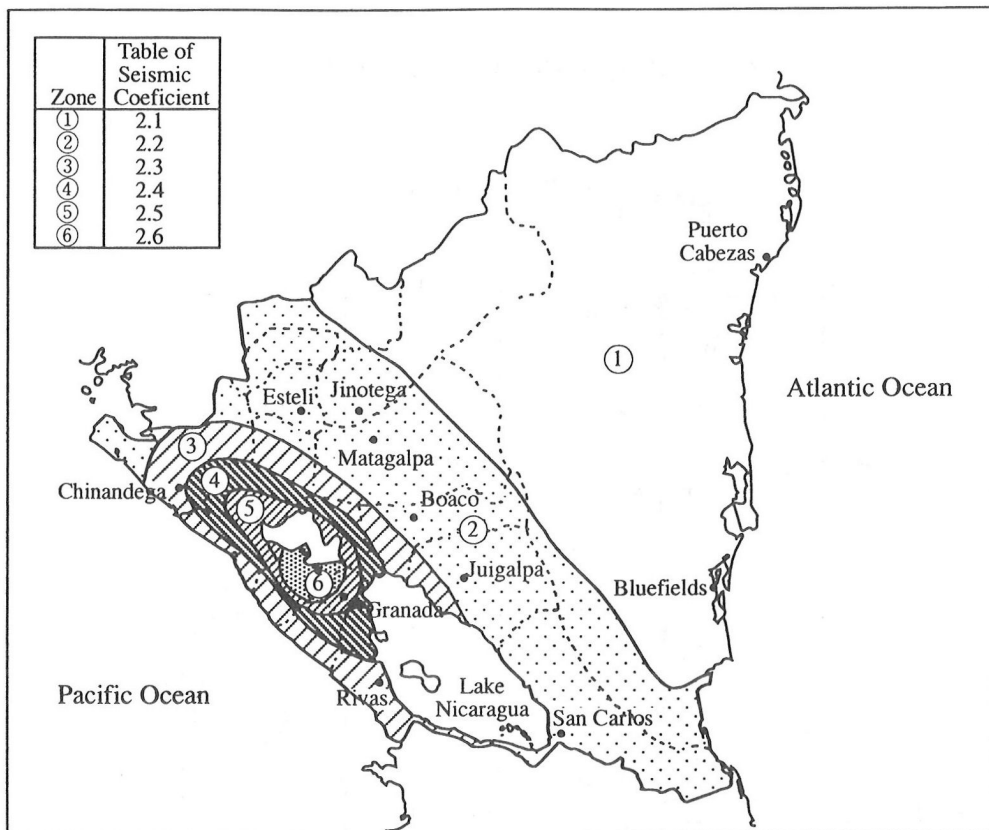 Table of
Seismic
Zone Coeficient
① 2.1
② 2.2
③ 2.3
④ 2.4
⑤ 2.5
⑥ 2.6
Puerto
Cabezas
①
Atlantic Ocean
Esteli
Jinotega
③
Matagalpa
④
Chinandega
Boaco
⑤
②
Juigalpa
⑥
Bluefields
Granada
Pacific Ocean
Rivas
Lake
Nicaragua
San Carlos